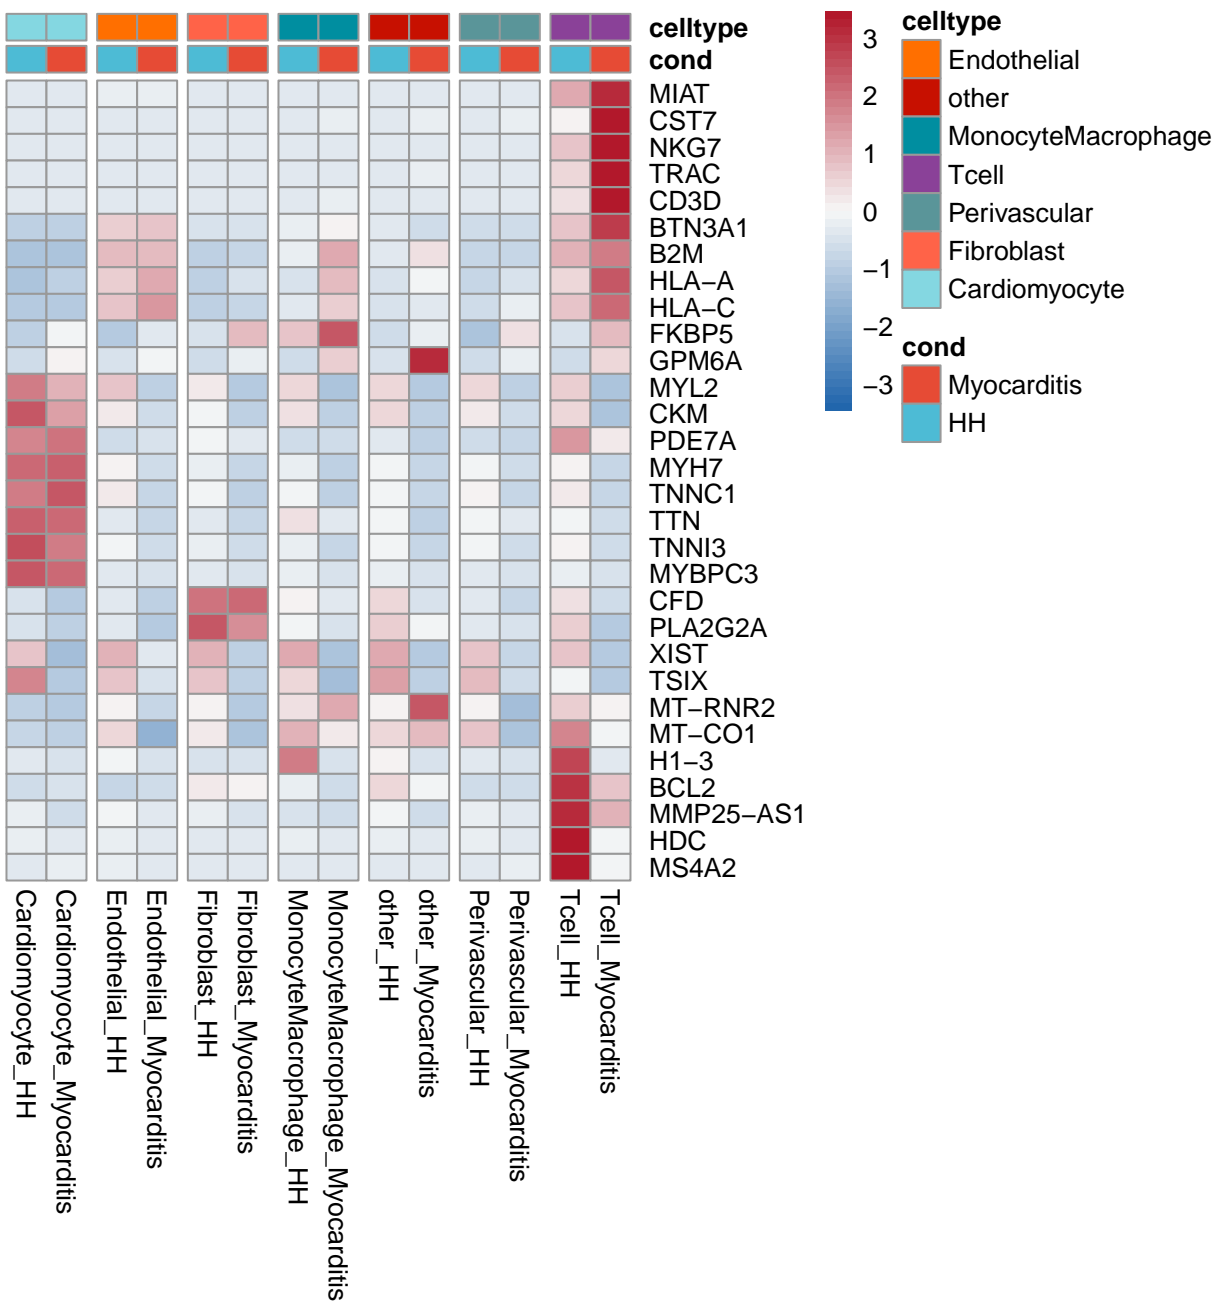 celltype
cond
MIAT
CST7
NKG7
TRAC
CD3D
BTN3A1
B2M
HLA−A
HLA−C
FKBP5
GPM6A
MYL2
CKM
PDE7A
MYH7
TNNC1
TTN
TNNI3
MYBPC3
CFD
PLA2G2A
XIST
TSIX
MT−RNR2
MT−CO1
H1−3
BCL2
MMP25−AS1
HDC
MS4A2
Cardiomyocyte_HH
Cardiomyocyte_Myocarditis
Endothelial_HH
Endothelial_Myocarditis
Fibroblast_HH
Fibroblast_Myocarditis
MonocyteMacrophage_HH
MonocyteMacrophage_Myocarditis
other_HH
other_Myocarditis
Perivascular_HH
Perivascular_Myocarditis
Tcell_HH
Tcell_Myocarditis
3
2
1
0
−1
−2
−3
celltype
Endothelial
other
MonocyteMacrophage
Tcell
Perivascular
Fibroblast
Cardiomyocyte
cond
Myocarditis
HH